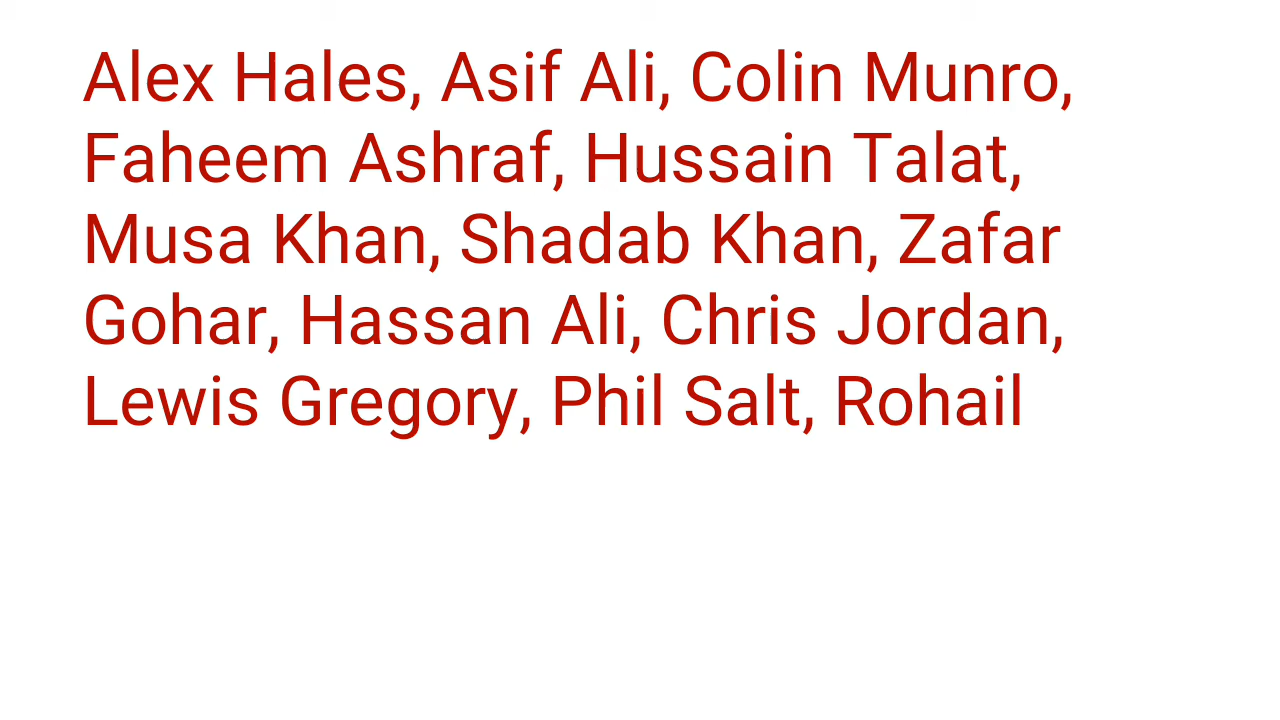 Alex Hales, Asif Ali, Colin Munro,
Faheem Ashraf, Hussain Talat,
Musa Khan, Shadab Khan, Zafar
Gohar, Hassan Ali, Chris Jordan,
Lewis Gregory, Phil Salt, Rohail